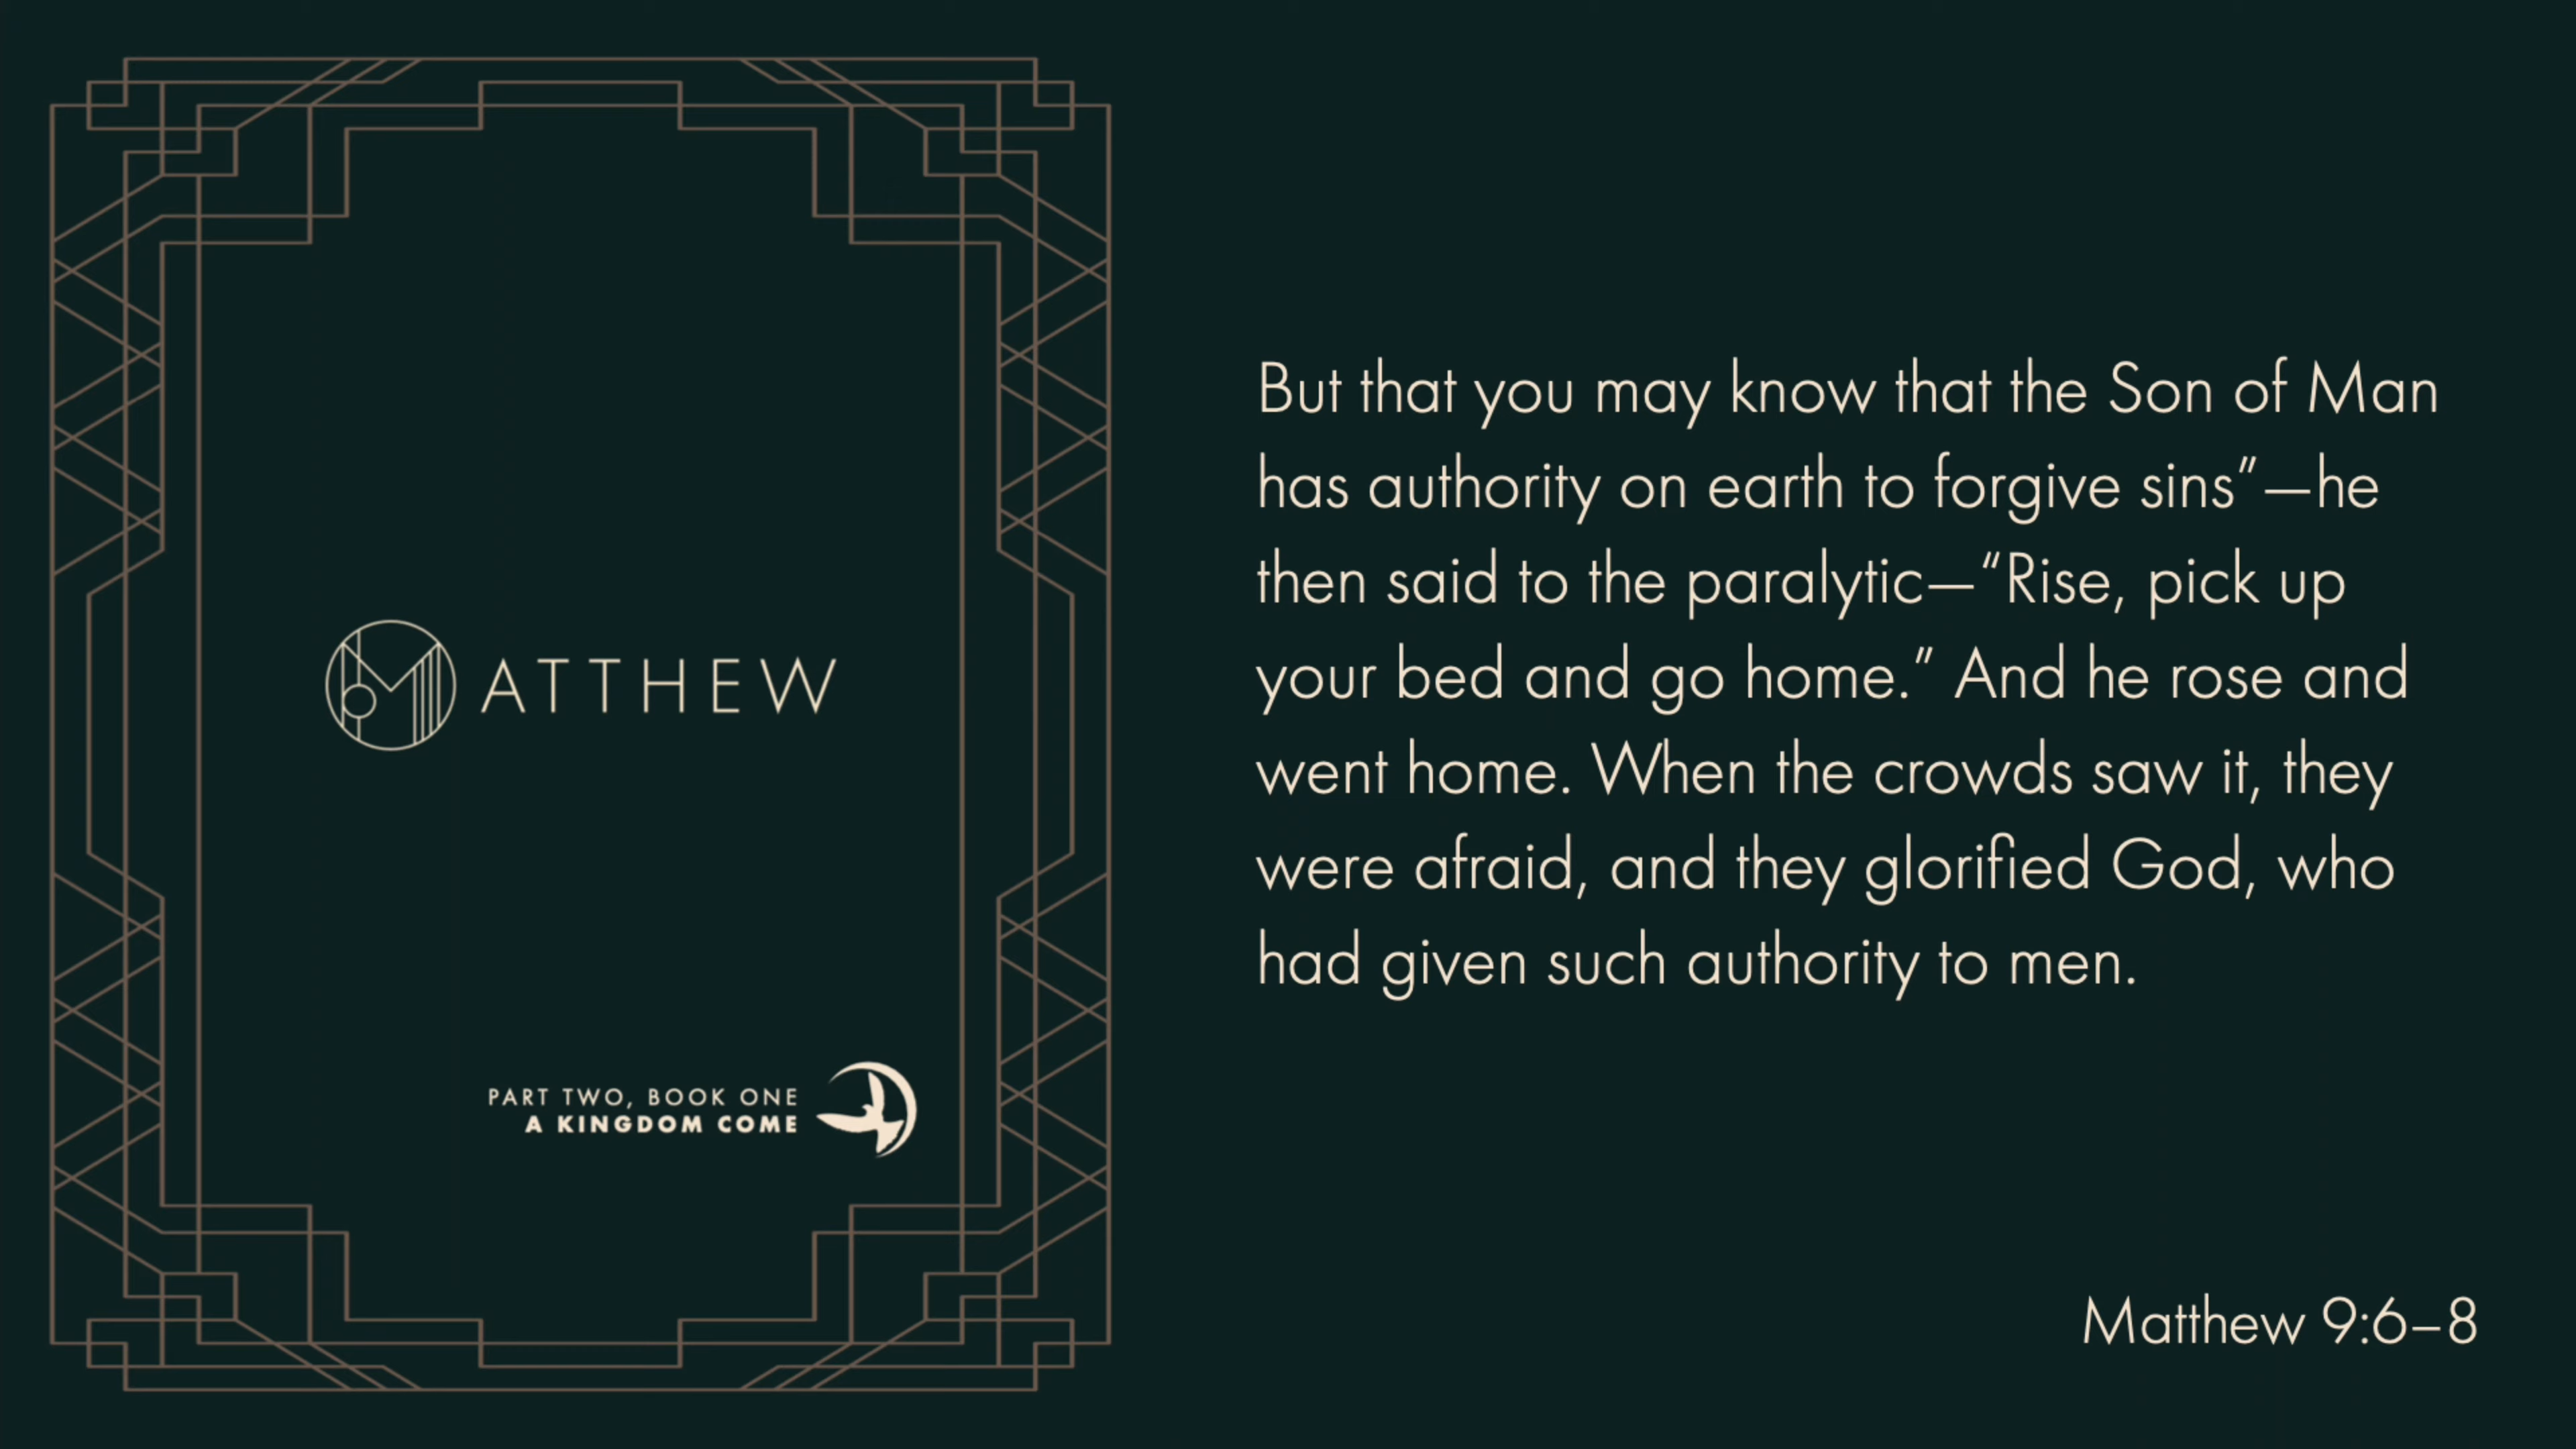 MATTHEW
PART TWO, BOOK ONE
A KINGDOM COME
But that you may know that the Son of Man
has authority on earth to forgive sins”—he
then said to the paralytic—“Rise, pick up
your bed and go home.” And he rose and
went home. When the crowds saw it, they
were afraid, and they glorified God, who
had given such authority to men.
Matthew 9:6–8